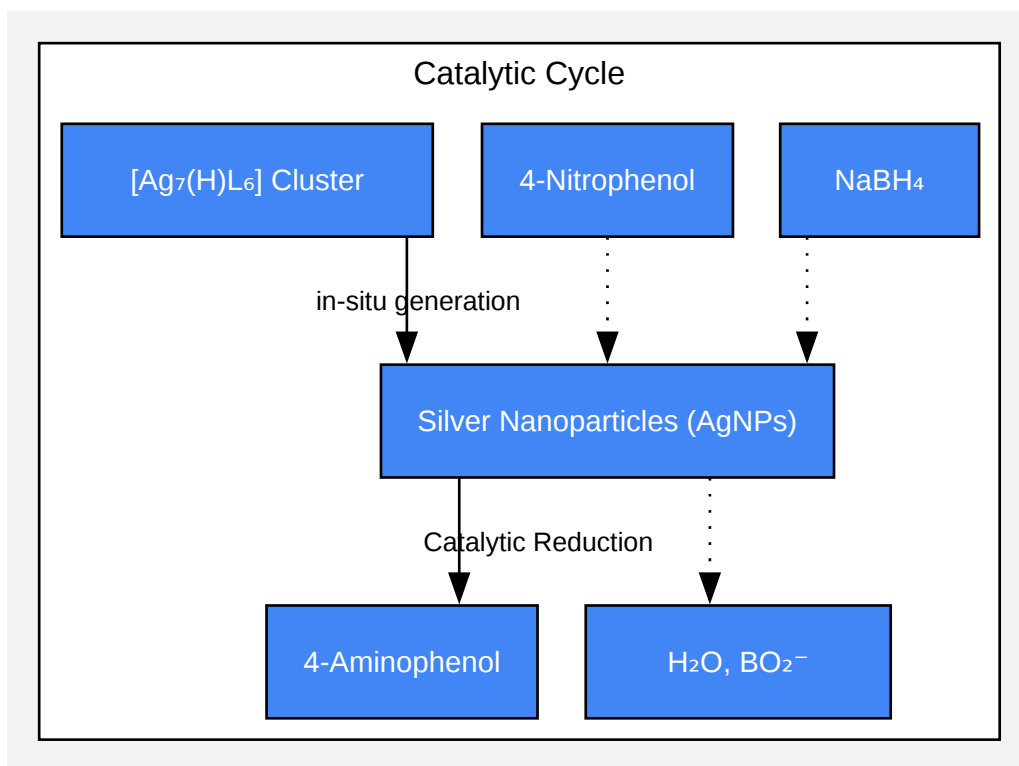 Catalytic Cycle
[Ag₇(H)L₆] Cluster
4-Nitrophenol
NaBH₄
in-situ generation
Silver Nanoparticles (AgNPs)
Catalytic Reduction
4-Aminophenol
H₂O, BO₂⁻